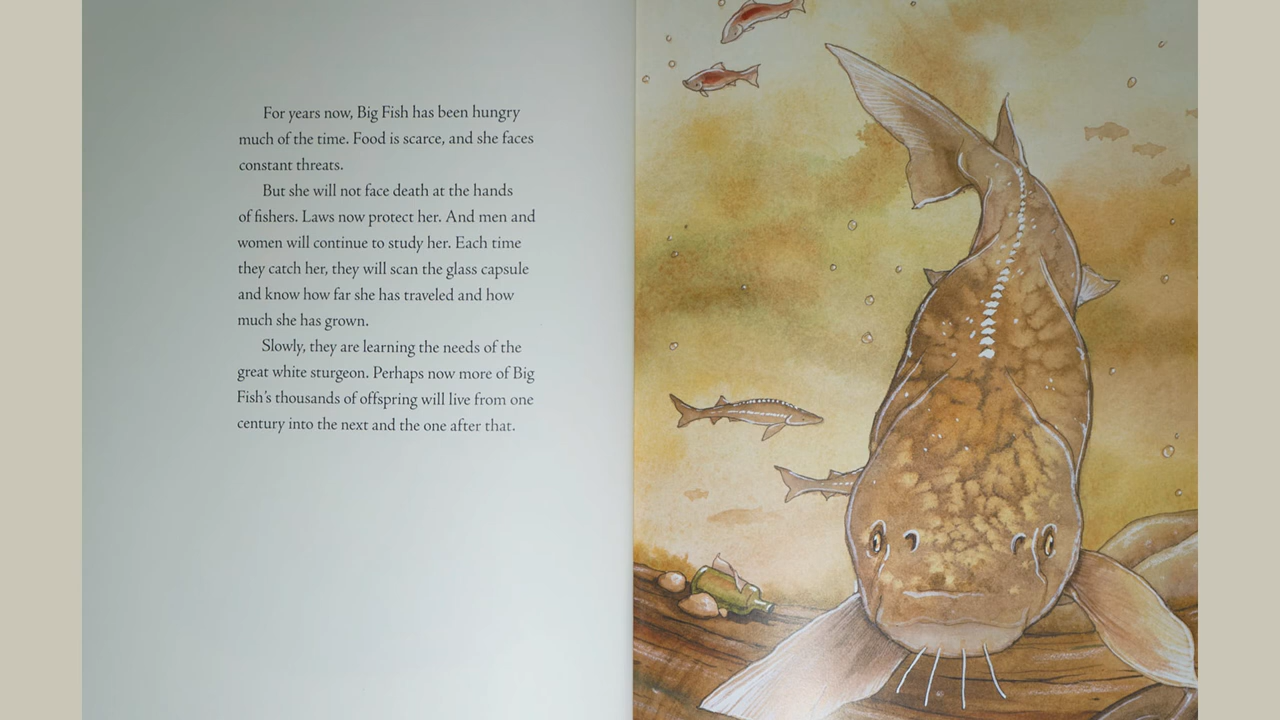 For years now, Big Fish has been hungry
much of the time. Food is scarce, and she faces
constant threats.
But she will not face death at the hands
of fishers. Laws now protect her. And men and
women will continue to study her. Each time
they catch her, they will scan the glass capsule
and know how far she has traveled and how
much she has grown.
Slowly, they are learning the needs of the
great white sturgeon. Perhaps now more of Big
Fish’s thousands of offspring will live from one
century into the next and the one after that.